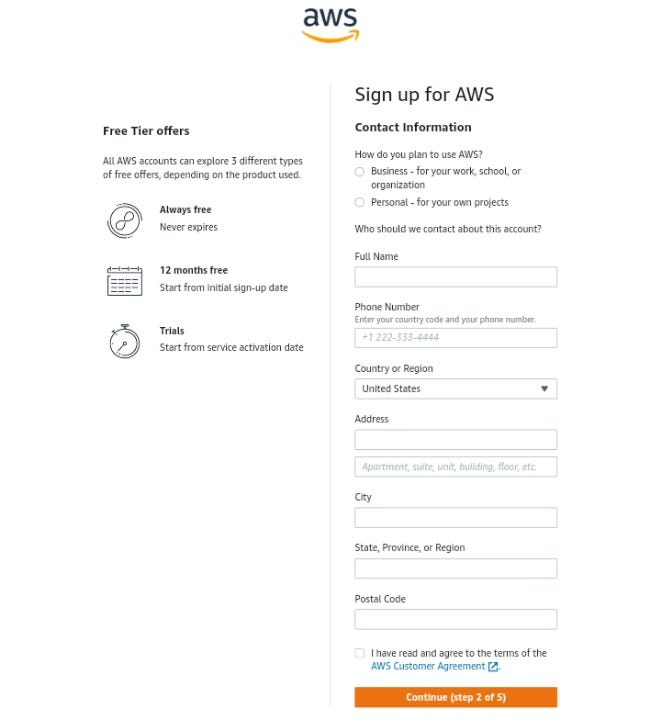 aws
Free Tier offers
All AWS accounts can explore 3 different types
of free offers, depending on the product used.
Always free
Never expires
12 months free
Start from initial sign-up date
Trials
Start from service activation date
Sign up for AWS
Contact Information
How do you plan to use AWS?
Business - for your work, school, or
organization
Personal - for your own projects
Who should we contact about this account?
Full Name
Phone Number
Enter your country code and your phone number.
+1 222-333-4444
Country or Region
United States
Address
Apartment, suite, unit, building, floor, etc.
City
State, Province, or Region
Postal Code
I have read and agree to the terms of the
AWS Customer Agreement.
Continue (step 2 of 5)